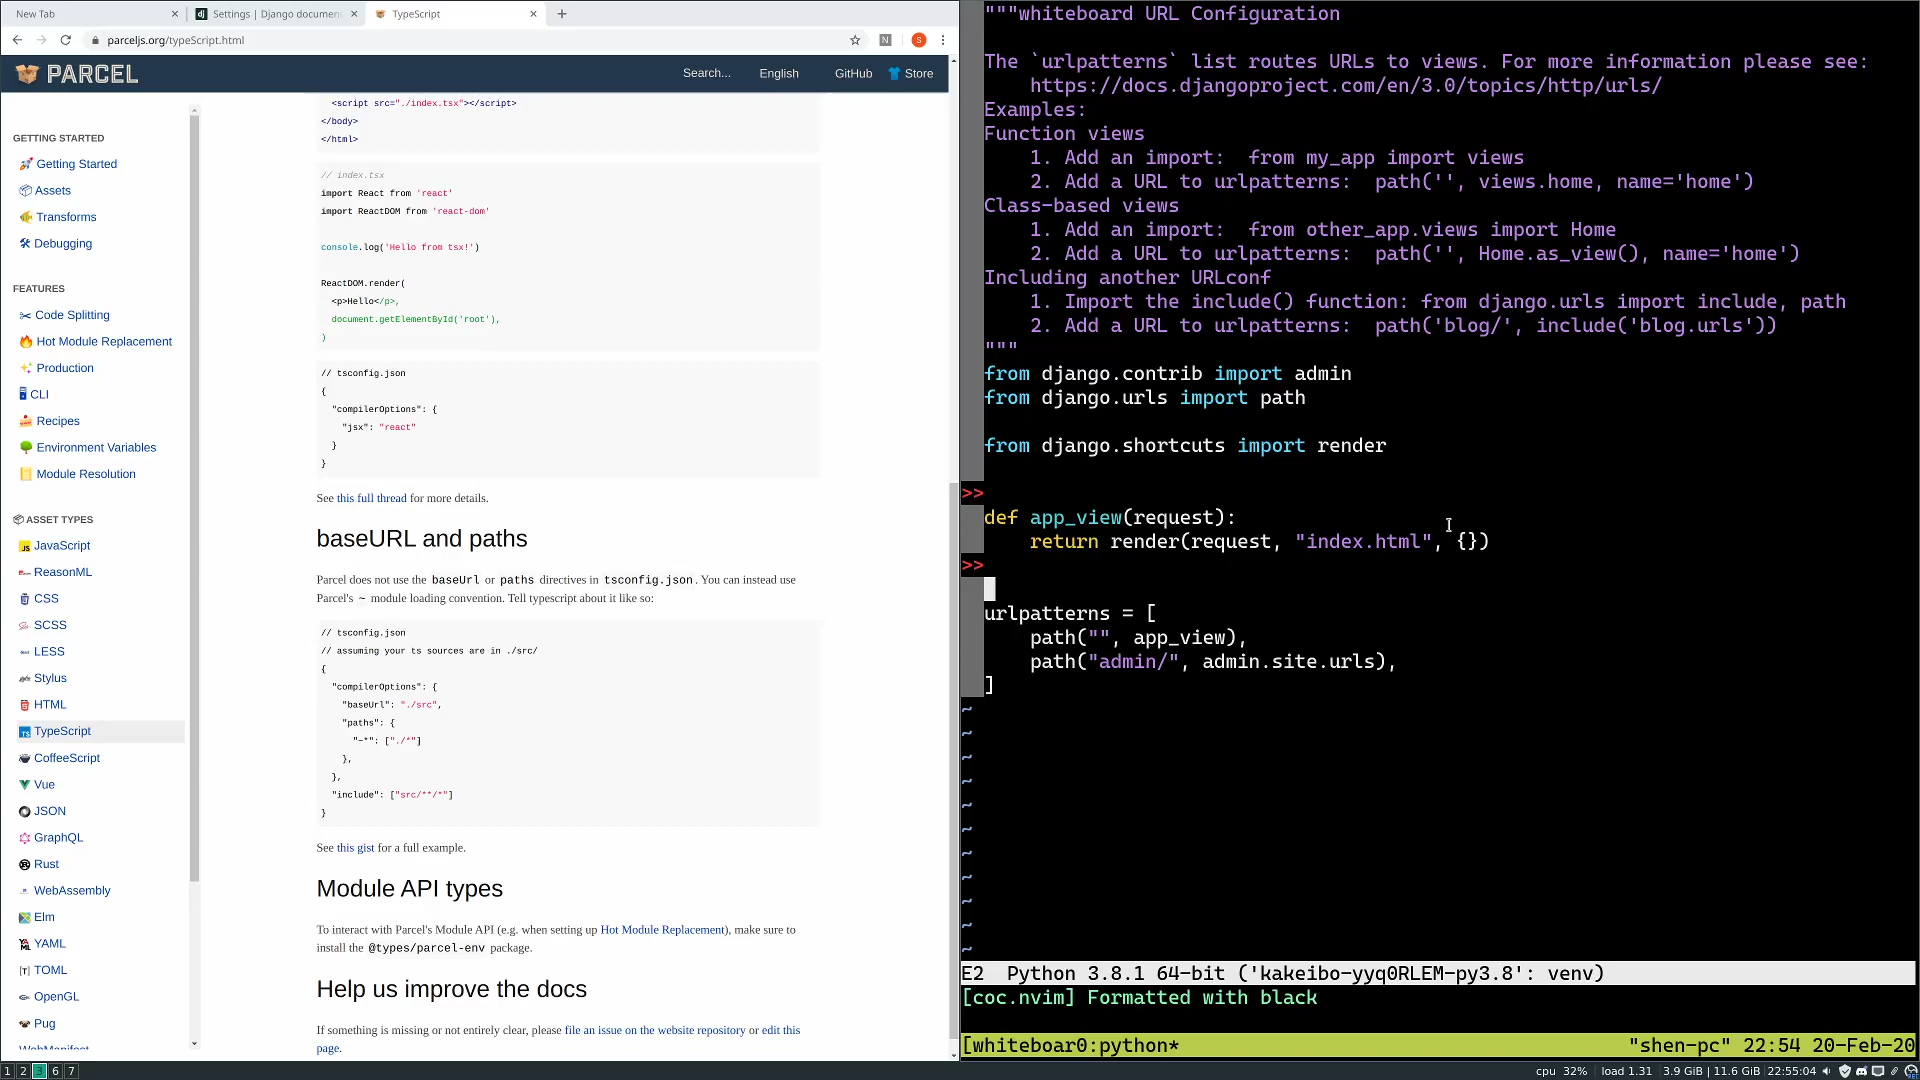 New Tab
Settings | Django documen
TypeScript
parceljs.org/typeScript.html
N
S
PARCEL
Search...
English
GitHub
Store
GETTING STARTED
Getting Started
Assets
Transforms
Debugging
FEATURES
Code Splitting
Hot Module Replacement
Production
CLI
Recipes
Environment Variables
Module Resolution
ASSET TYPES
JavaScript
ReasonML
CSS
SCSS
LESS
Stylus
HTML
TypeScript
CoffeeScript
Vue
JSON
GraphQL
Rust
WebAssembly
Elm
YAML
TOML
OpenGL
Pug
WebManifest
<script src="./index.tsx"></script>
</body>
</html>
// index.tsx
import React from 'react'
import ReactDOM from 'react-dom'
console.log('Hello from tsx!')
ReactDOM.render(
<p>Hello</p>,
document.getElementById('root'),
)
// tsconfig.json
{
"compilerOptions": {
"jsx": "react"
}
}
See this full thread for more details.
baseURL and paths
Parcel does not use the baseUrl or paths directives in tsconfig.json. You can instead use
Parcel's ~ module loading convention. Tell typescript about it like so:
// tsconfig.json
// assuming your ts sources are in ./src/
{
"compilerOptions": {
"baseUrl": "./src",
"paths": {
"~*": ["./*"]
},
},
"include": ["src/**/*"]
}
See this gist for a full example.
Module API types
To interact with Parcel's Module API (e.g. when setting up Hot Module Replacement), make sure to
install the @types/parcel-env package.
Help us improve the docs
If something is missing or not entirely clear, please file an issue on the website repository or edit this
page.
"""whiteboard URL Configuration
The `urlpatterns` list routes URLs to views. For more information please see:
https://docs.djangoproject.com/en/3.0/topics/http/urls/
Examples:
Function views
1. Add an import:  from my_app import views
2. Add a URL to urlpatterns:  path('', views.home, name='home')
Class-based views
1. Add an import:  from other_app.views import Home
2. Add a URL to urlpatterns:  path('', Home.as_view(), name='home')
Including another URLconf
1. Import the include() function: from django.urls import include, path
2. Add a URL to urlpatterns:  path('blog/', include('blog.urls'))
"""
from django.contrib import admin
from django.urls import path
from django.shortcuts import render
>>
def app_view(request):
return render(request, "index.html", {})
>>
urlpatterns = [
path("", app_view),
path("admin/", admin.site.urls),
]
~
~
~
~
~
~
~
~
~
~
~
E2  Python 3.8.1 64-bit ('kakeibo-yyq0RLEM-py3.8': venv)
[coc.nvim] Formatted with black
[whiteboar0:python* "shen-pc" 22:54 20-Feb-20
1 2 3 6 7
cpu 32% | load 1.31 | 3.9 GiB | 11.6 GiB | 22:55:04